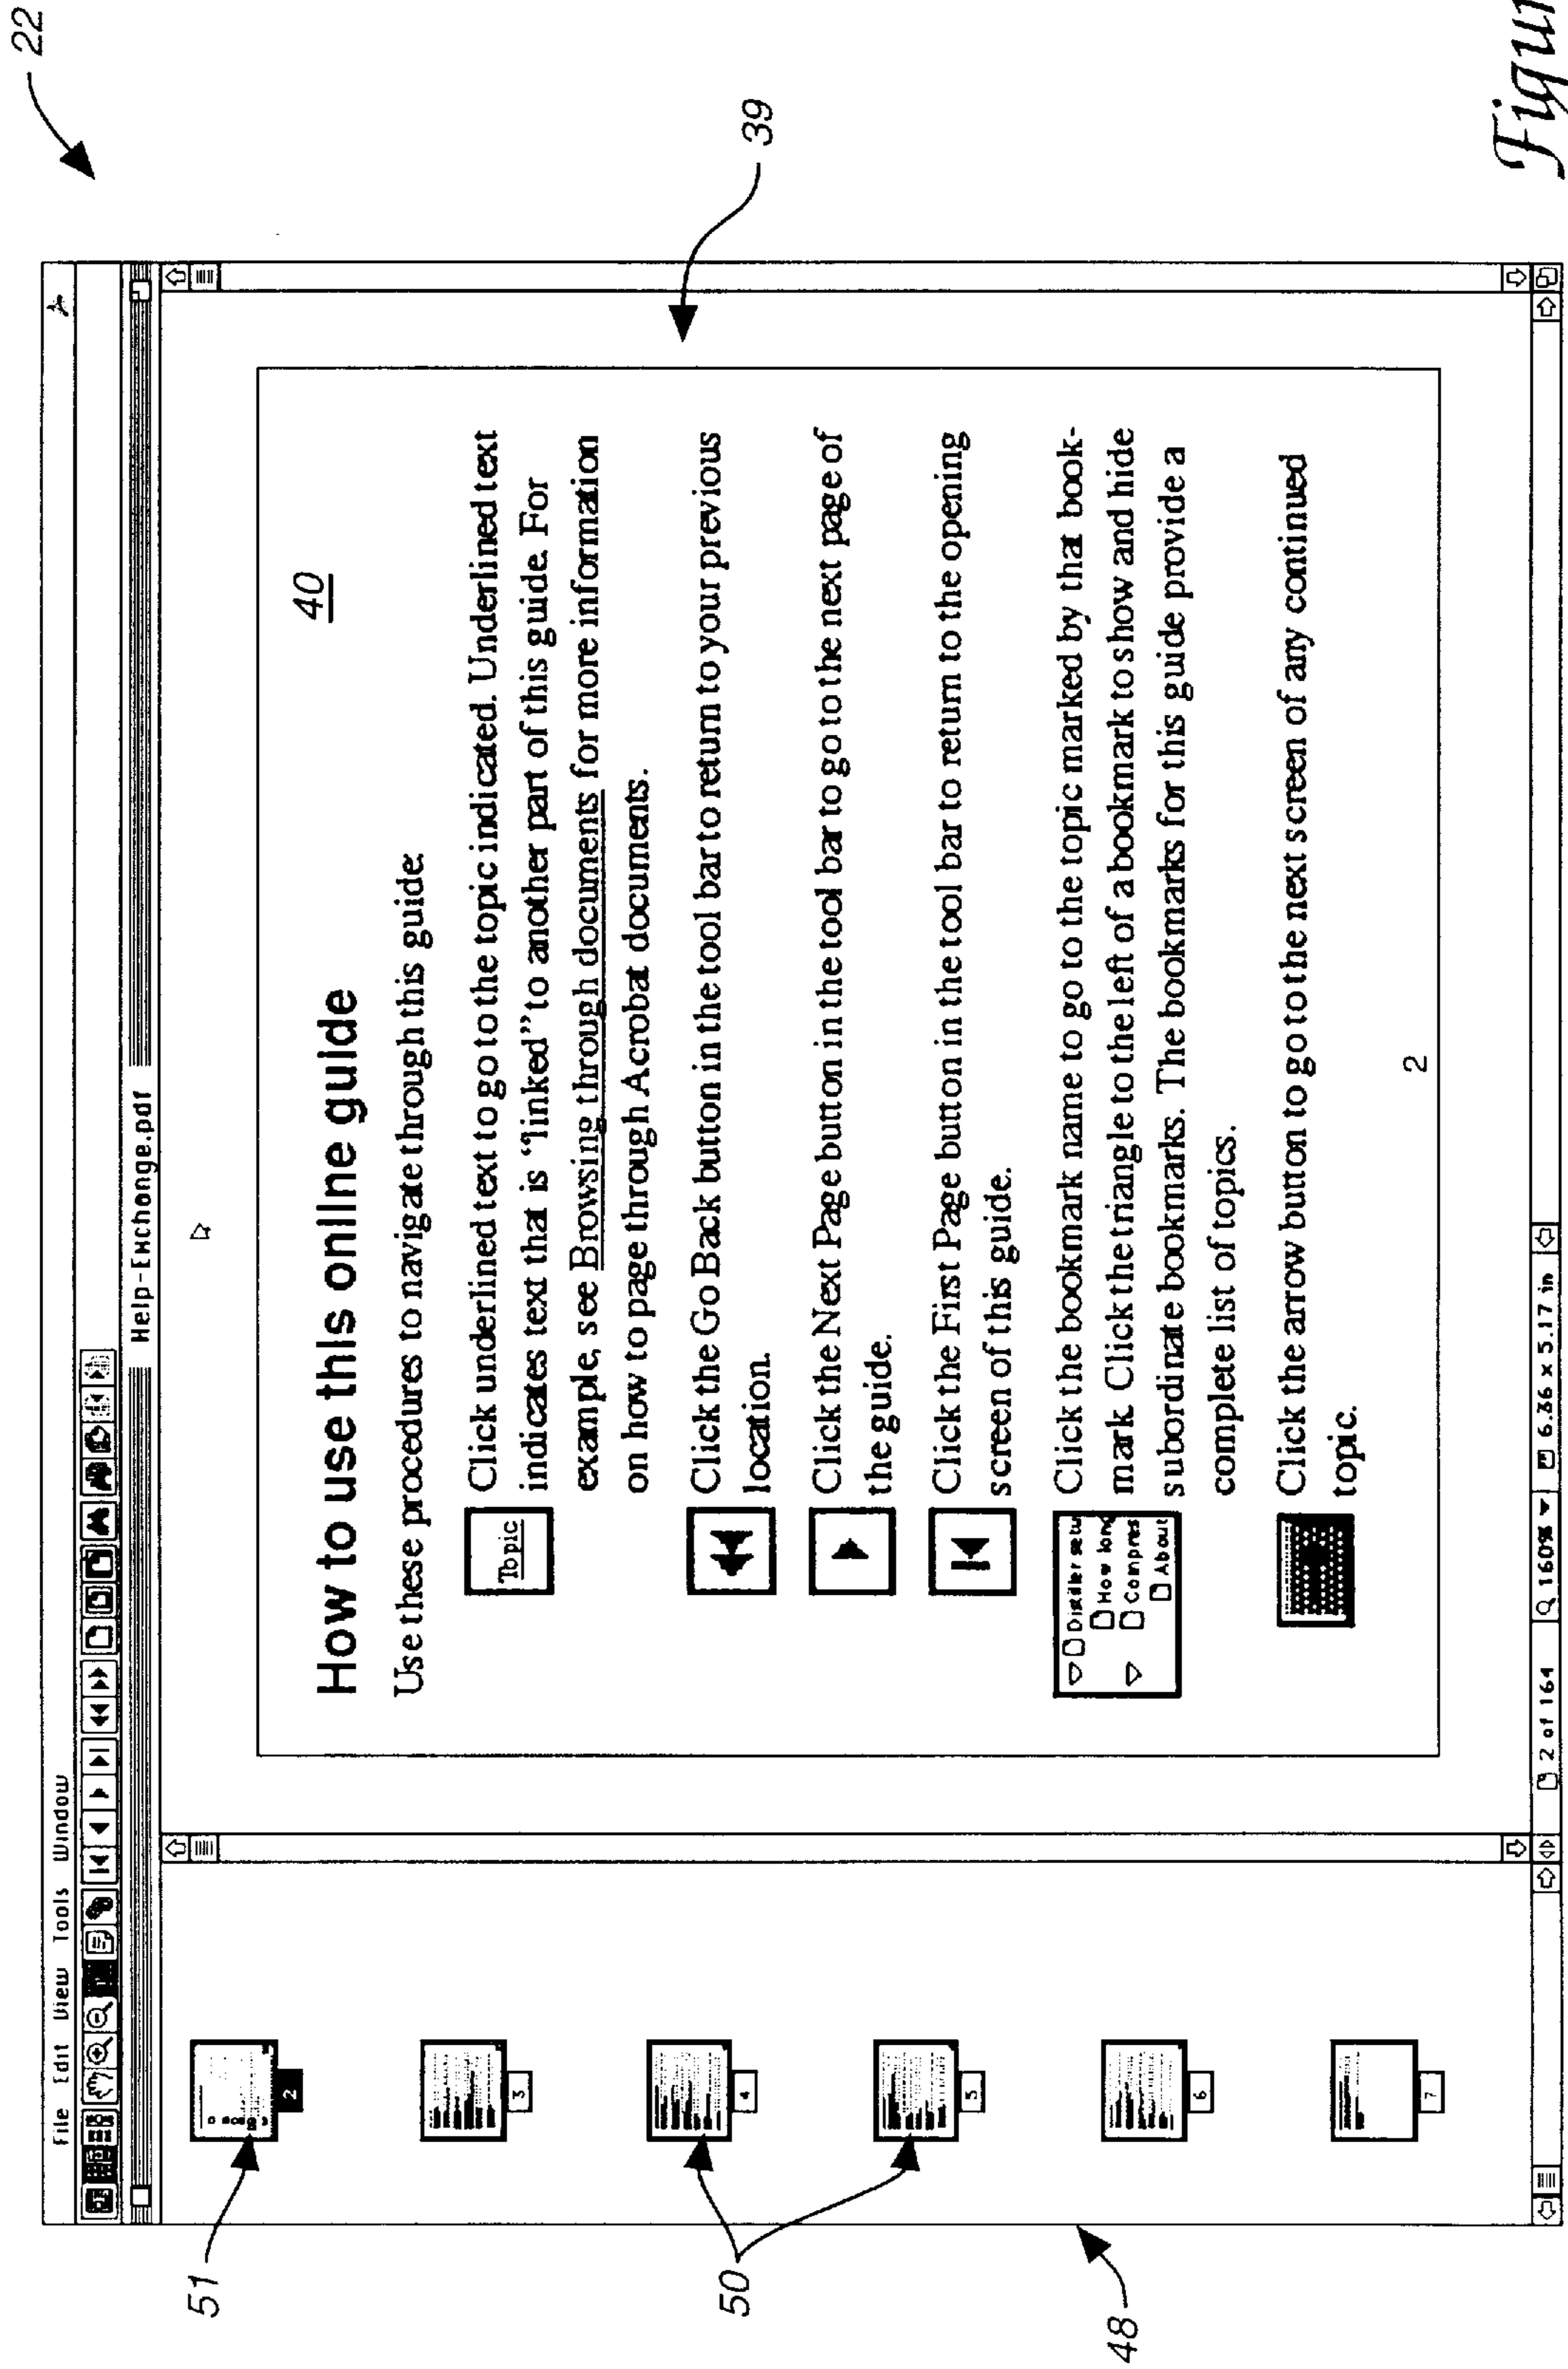 22
File Edit View Tools Window
Help-Exchange.pdf
51
50
48
39
2
3
4
5
6
7
40
How to use this online guide
Use these procedures to navigate through this guide:
Topic
Click underlined text to go to the topic indicated. Underlined text
indicates text that is "linked" to another part of this guide. For
example, see Browsing through documents for more information
on how to page through Acrobat documents.
Click the Go Back button in the tool bar to return to your previous
location.
Click the Next Page button in the tool bar to go to the next page of
the guide.
Click the First Page button in the tool bar to return to the opening
screen of this guide.
Distiller setu
How long
Compres
About
Click the bookmark name to go to the topic marked by that book-
mark. Click the triangle to the left of a bookmark to show and hide
subordinate bookmarks. The bookmarks for this guide provide a
complete list of topics.
Click the arrow button to go to the next screen of any continued
topic.
2
2 of 164 160% 6.36 x 5.17 in